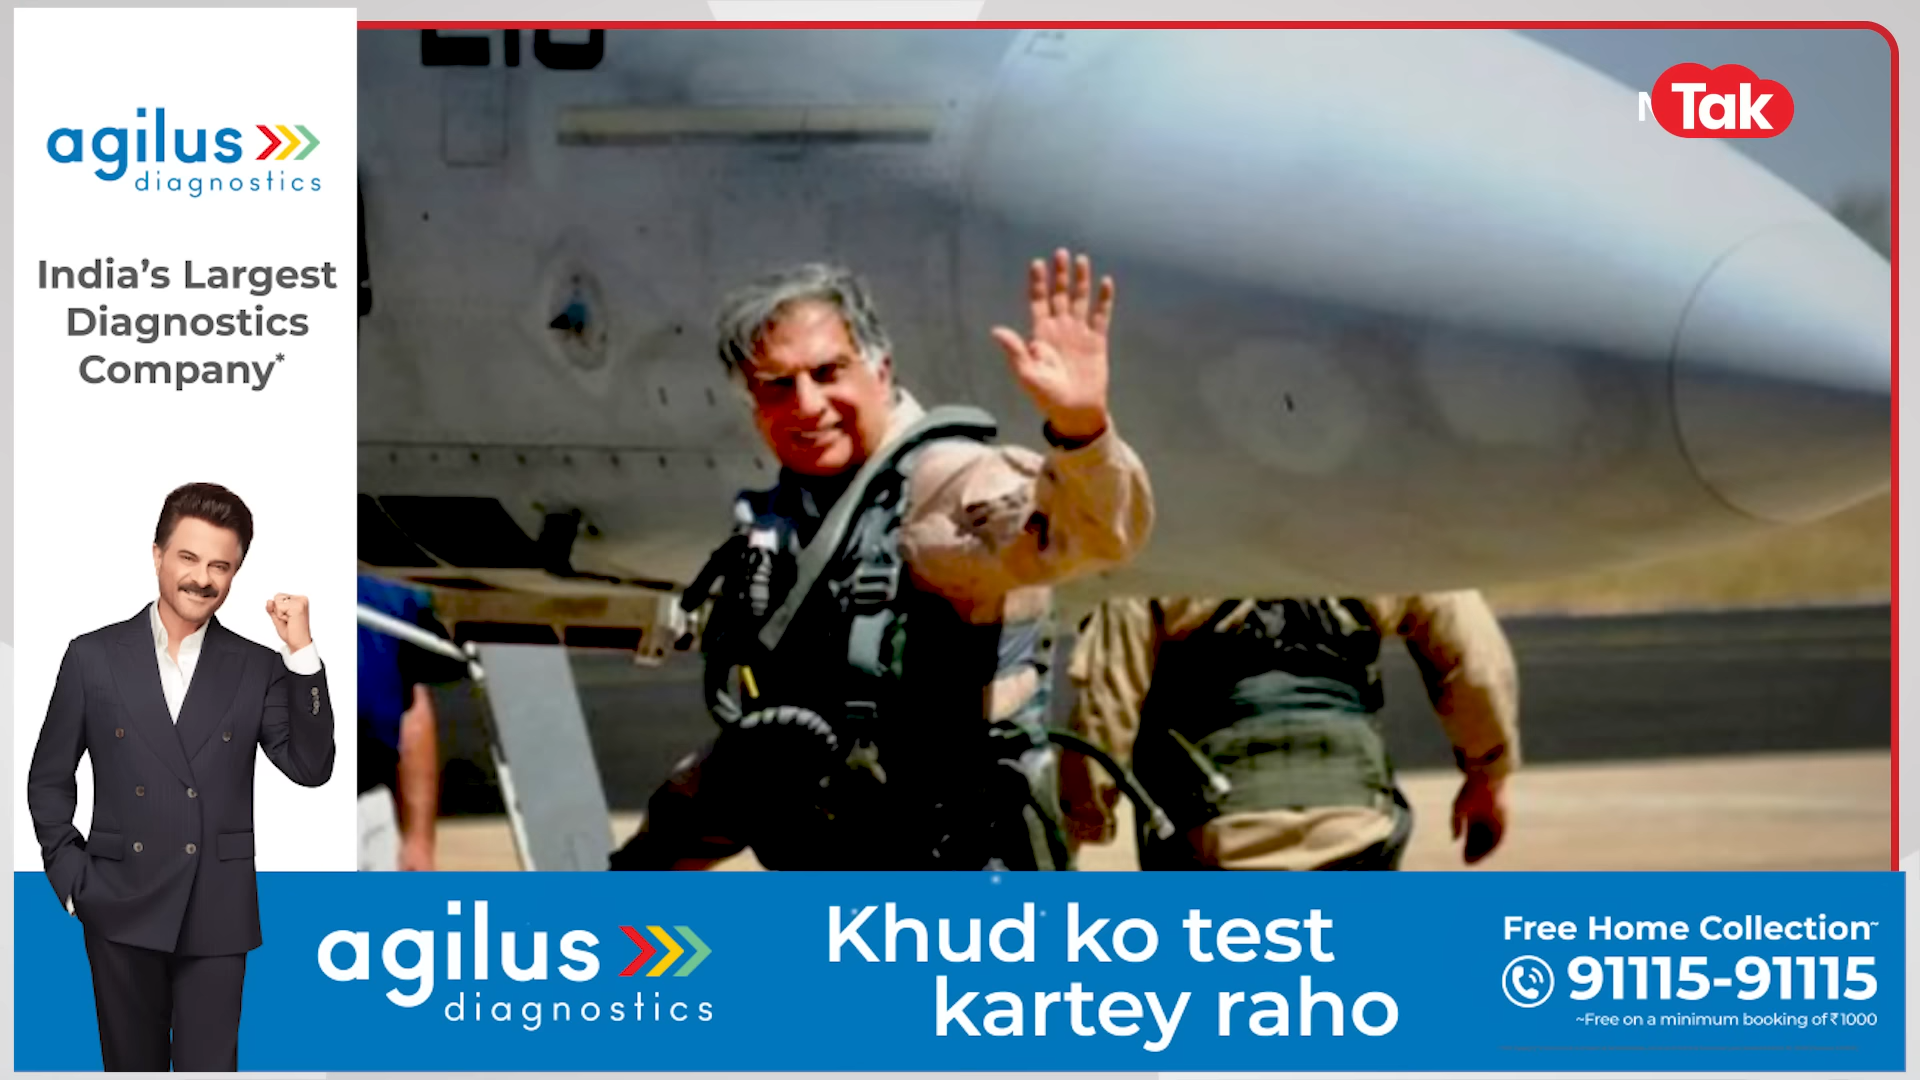 agilus
diagnostics
India's Largest
Diagnostics
Company*
Tak
agilus
diagnostics
Khud ko test
kartey raho
Free Home Collection~
91115-91115
~Free on a minimum booking of ₹1000